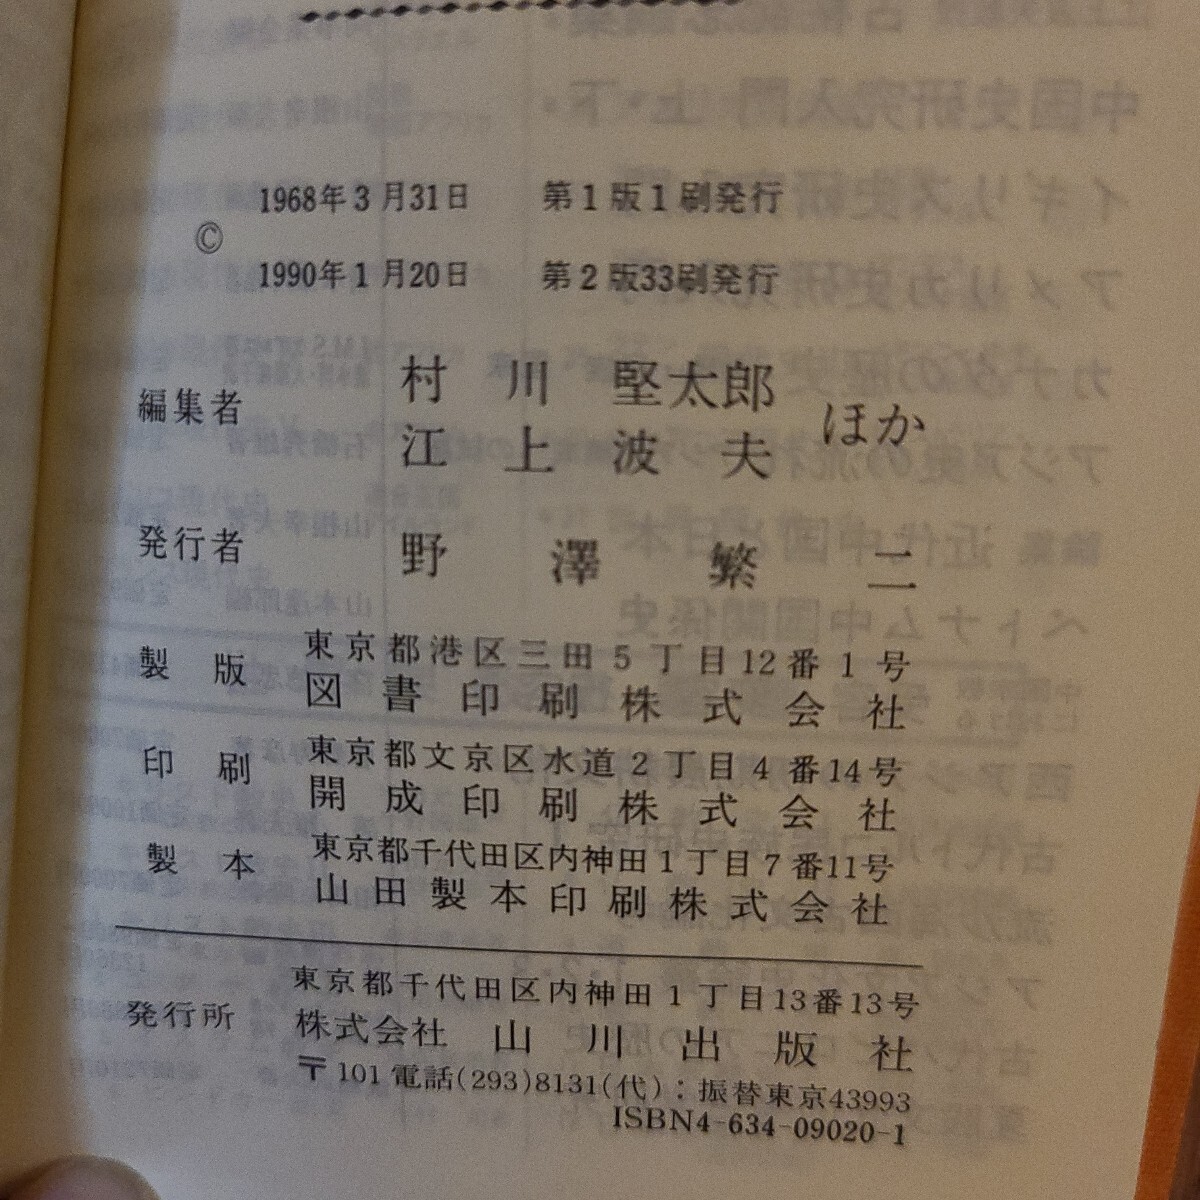 1968年3月31日 第1版1刷発行
©
1990年1月20日 第2版33刷発行
編集者 村川堅太郎 江上波夫 ほか
発行者 野澤繁二
製版 東京都港区三田5丁目12番1号
図書印刷株式会社
印刷 東京都文京区水道2丁目4番14号
開成印刷株式会社
製本 東京都千代田区内神田1丁目7番11号
山田製本印刷株式会社
東京都千代田区内神田1丁目13番13号
発行所 株式会社 山川出版社
〒101 電話(293)8131(代):振替東京43993
ISBN4-634-09020-1